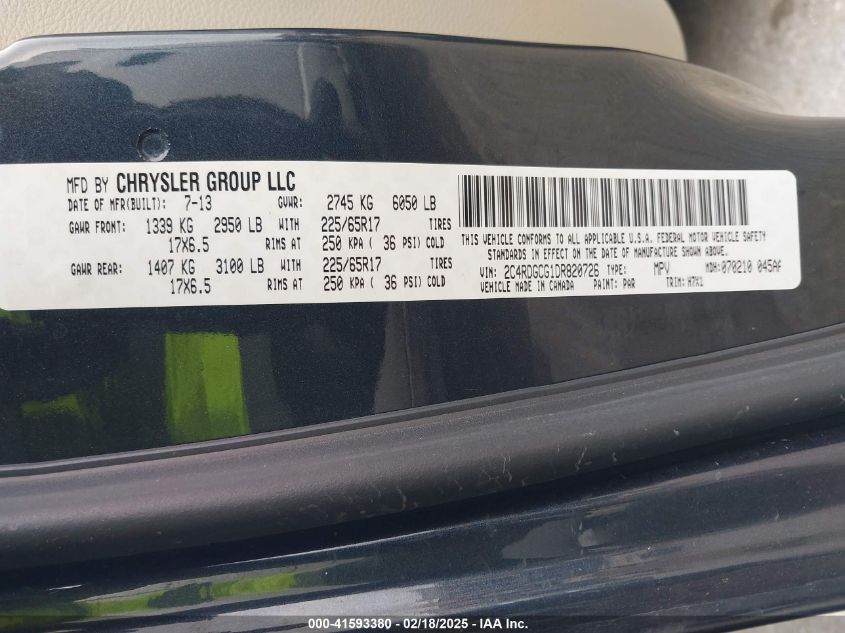 MFD BY CHRYSLER GROUP LLC
DATE OF MFR(BUILT): 7-13 GVWR: 2745 KG 6050 LB
GAWR FRONT: 1339 KG 2950 LB WITH 225/65R17 TIRES
17X6.5 RIMS AT 250 KPA ( 36 PSI) COLD
GAWR REAR: 1407 KG 3100 LB WITH 225/65R17 TIRES
17X6.5 RIMS AT 250 KPA ( 36 PSI) COLD
THIS VEHICLE CONFORMS TO ALL APPLICABLE U.S.A. FEDERAL MOTOR VEHICLE SAFETY
STANDARDS IN EFFECT ON THE DATE OF MANUFACTURE SHOWN ABOVE.
VIN: 2C4RDGCG1DR820726 TYPE: MPV MDH: 070210 045AA
VEHICLE MADE IN CANADA PAINT: PAR TRIM: H7X1
000-41593380 - 02/18/2025 - IAA Inc.